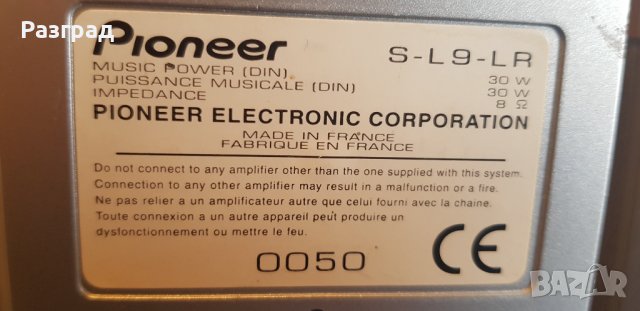 Разград
Pioneer S-L9-LR
MUSIC POWER (DIN) 30 W
PUISSANCE MUSICALE (DIN) 30 W
IMPEDANCE 8 Ω
PIONEER ELECTRONIC CORPORATION
MADE IN FRANCE
FABRIQUE EN FRANCE
Do not connect to any amplifier other than the one supplied with this system.
Connection to any other amplifier may result in a malfunction or a fire.
Ne pas relier a un amplificateur autre que celui fourni avec la chaine.
Toute connexion a un autre appareil peut produire un
dysfonctionnement ou mettre le feu.
0050 CE
BAZAR